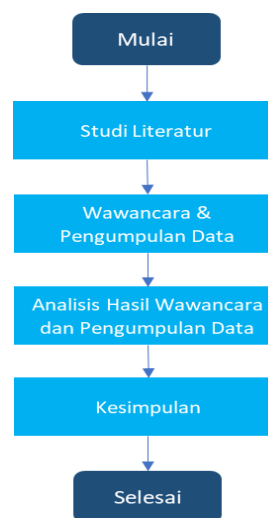 Mulai
Studi Literatur
Wawancara &
Pengumpulan Data
Analisis Hasil Wawancara
dan Pengumpulan Data
Kesimpulan
Selesai